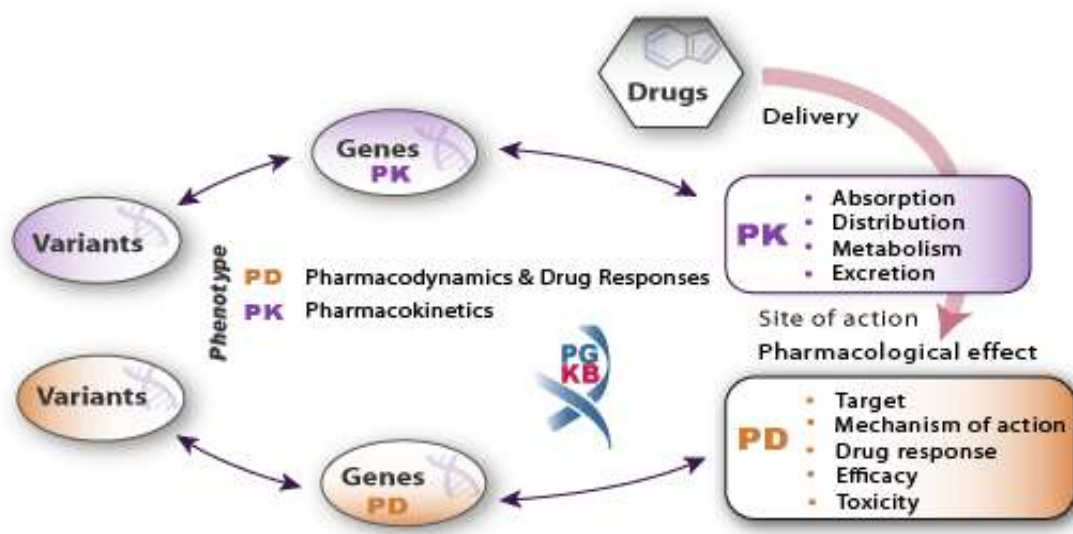 Drugs
Delivery
Genes
PK
Variants
PK
• Absorption
• Distribution
• Metabolism
• Excretion
Phenotype
PD Pharmacodynamics & Drug Responses
PK Pharmacokinetics
Site of action
Pharmacological effect
PG
KB
Variants
PD
• Target
• Mechanism of action
• Drug response
• Efficacy
• Toxicity
Genes
PD